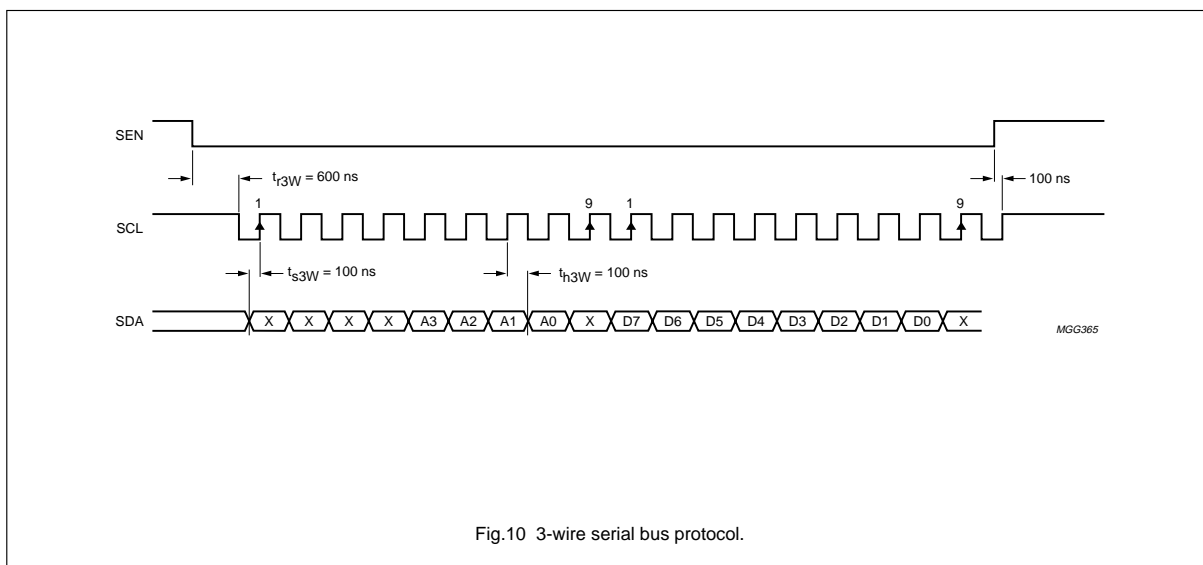 SEN
t_r3W = 600 ns
100 ns
1 9 1 9
SCL
t_s3W = 100 ns
t_h3W = 100 ns
SDA X X X X A3 A2 A1 A0 X D7 D6 D5 D4 D3 D2 D1 D0 X
MGG365
Fig.10 3-wire serial bus protocol.